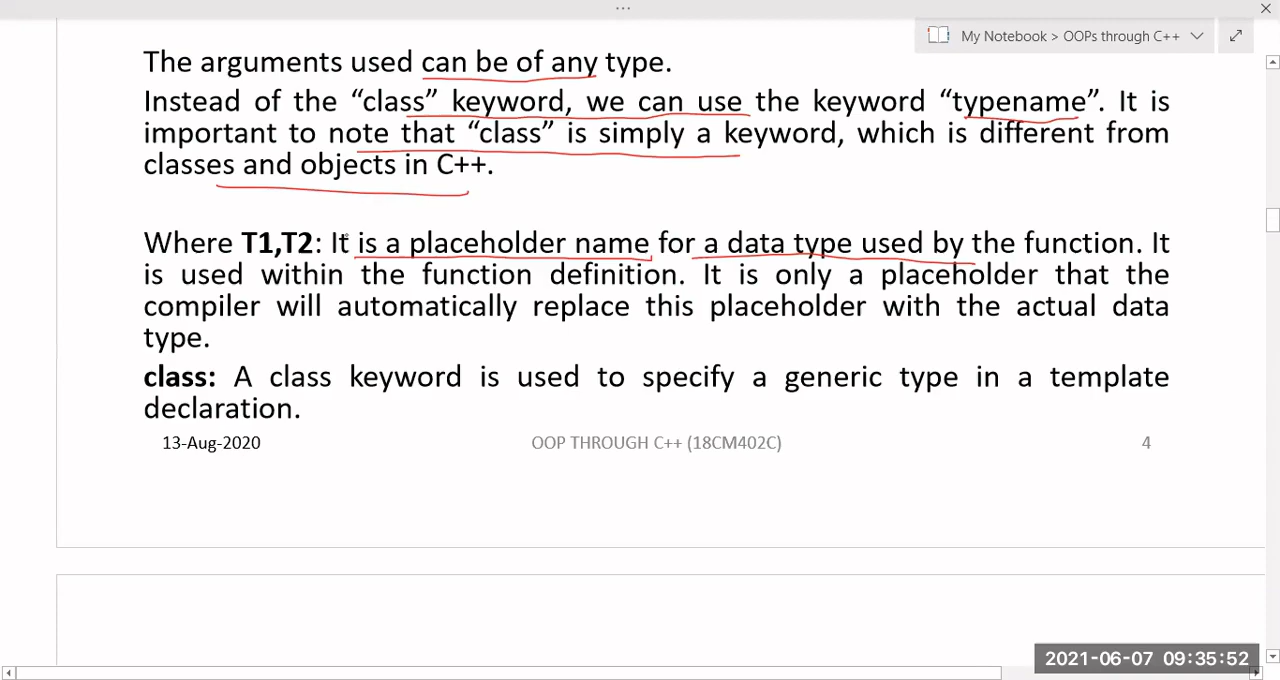 My Notebook > OOPs through C++
The arguments used can be of any type.
Instead of the “class” keyword, we can use the keyword “typename”. It is
important to note that “class” is simply a keyword, which is different from
classes and objects in C++.
Where T1,T2: It is a placeholder name for a data type used by the function. It
is used within the function definition. It is only a placeholder that the
compiler will automatically replace this placeholder with the actual data
type.
class: A class keyword is used to specify a generic type in a template
declaration.
13-Aug-2020 OOP THROUGH C++ (18CM402C) 4
2021-06-07 09:35:52